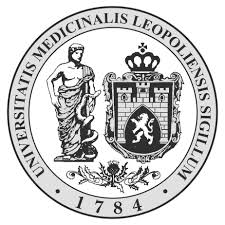 UNIVERSITATIS MEDICINALIS LEOPOLIENSIS SIGILLUM
· 1784 ·